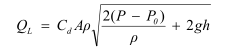 Q_L = C_d Aρ√(2(P - P_0)/ρ + 2gh)